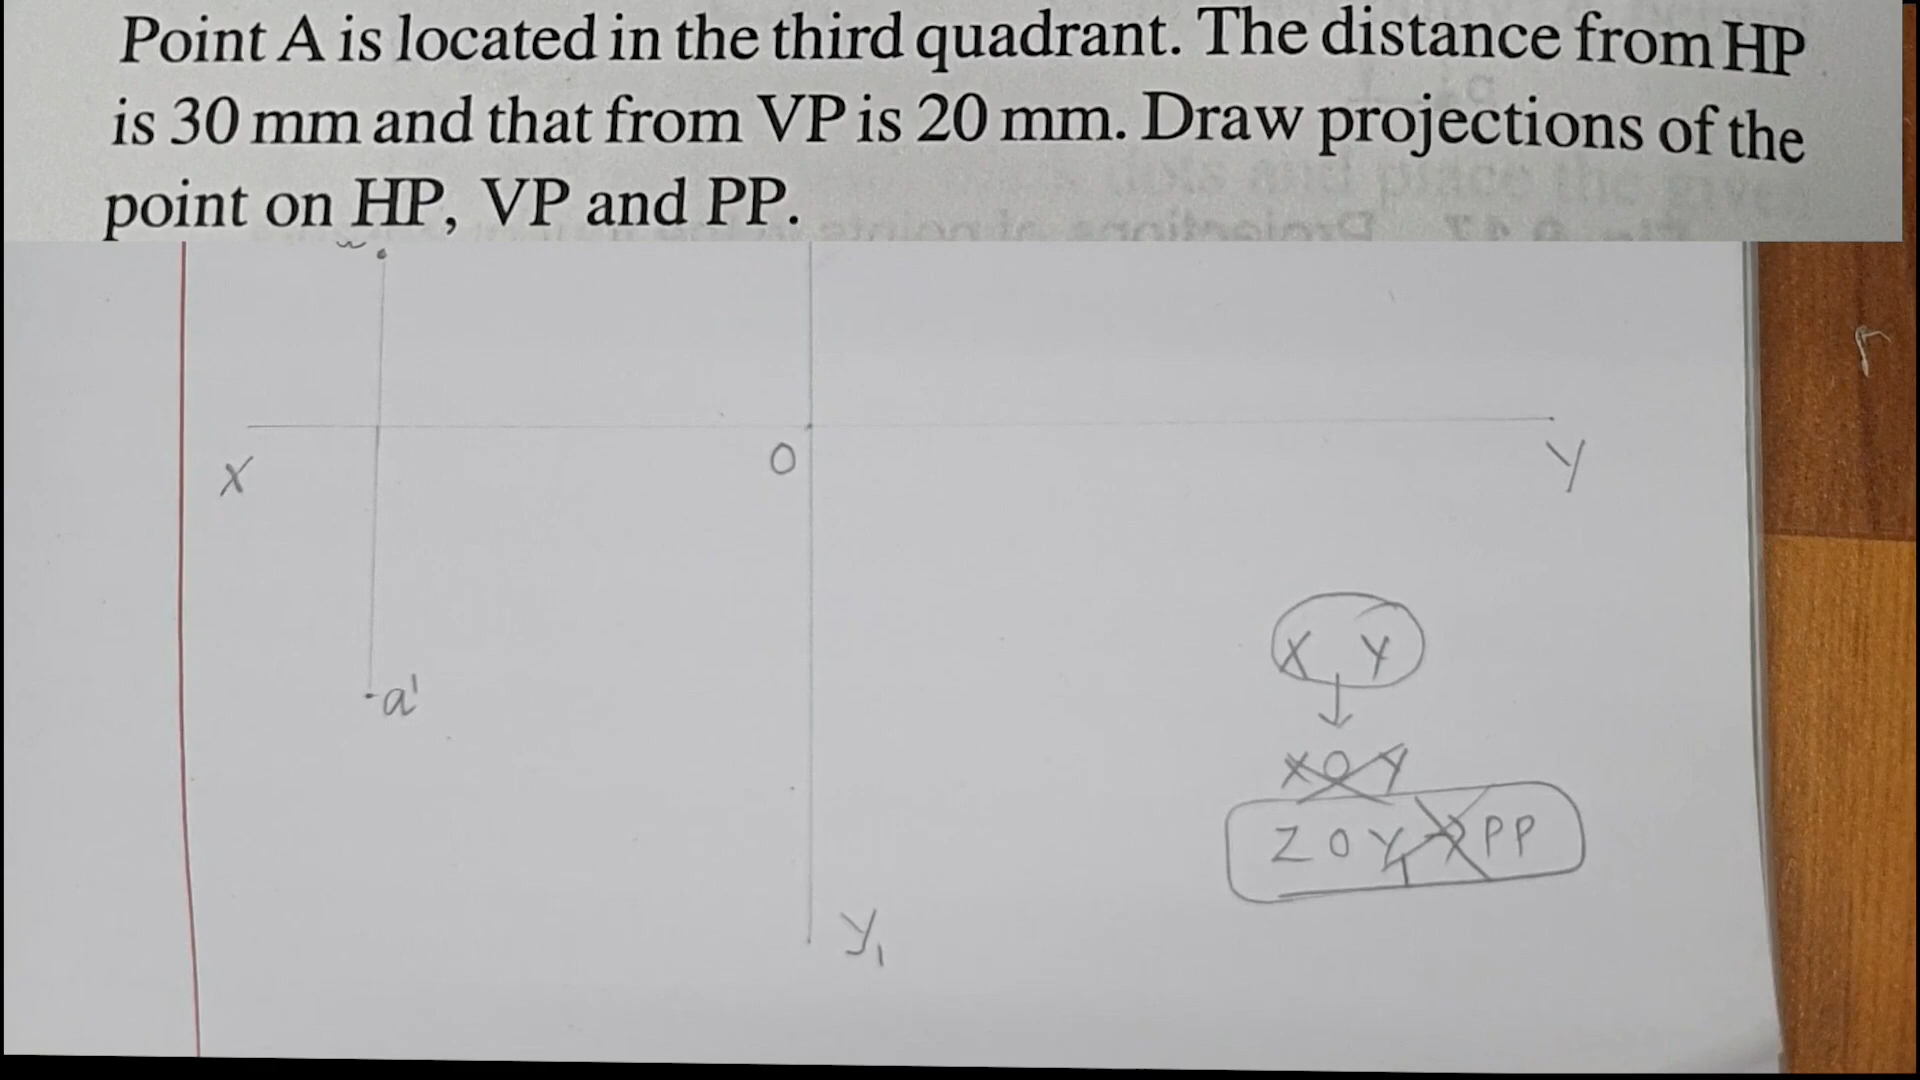 Point A is located in the third quadrant. The distance from HP
is 30 mm and that from VP is 20 mm. Draw projections of the
point on HP, VP and PP.
X O Y
a'
X Y
X O Y
Z O Y₁ PP
Y₁